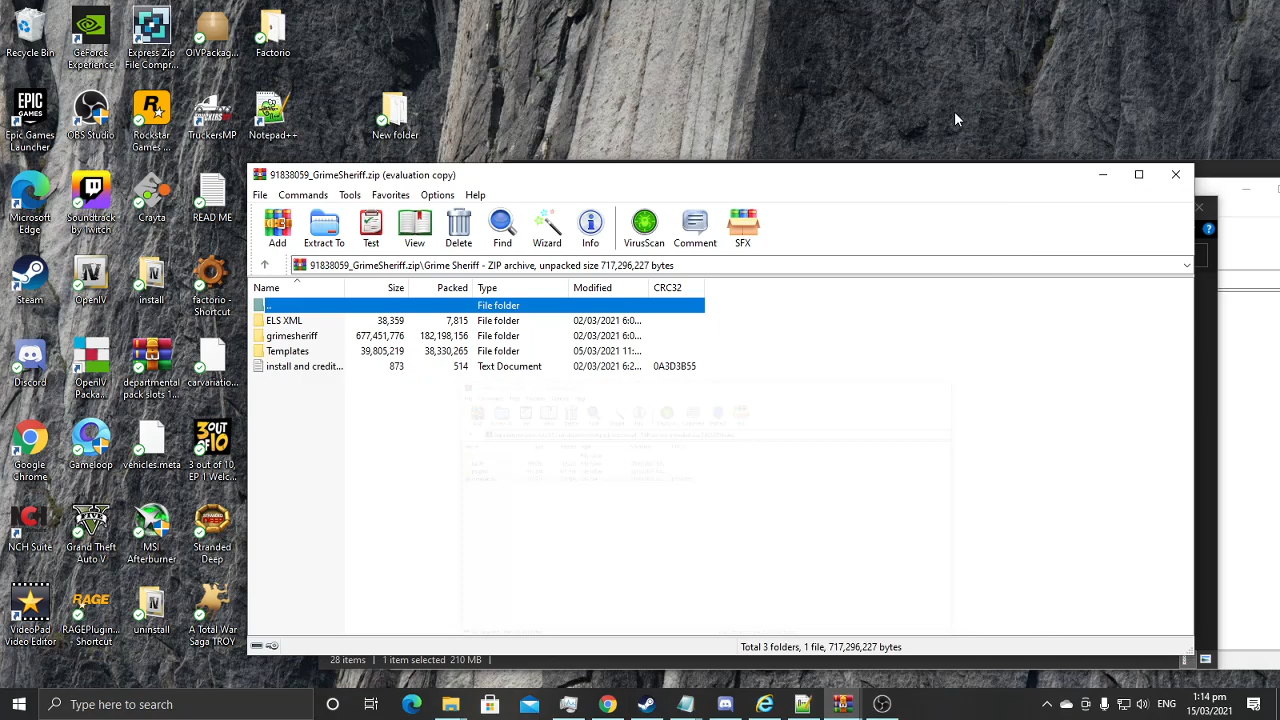 Recycle Bin
GeForce Experience
Express Zip File Compr...
OIVPackag...
Factorio
Epic Games Launcher
OBS Studio
Rockstar Games ...
TruckersMP
Notepad++
New folder
Microsoft Edge
Soundtrack by Twitch
Crayta
READ ME
Steam
OpenIV
install
factorio - Shortcut
Discord
OpenIV Packa...
departmental pack slots 1...
carvariatio...
Google Chrome
Gameloop
vehicles.meta
3 out of 10, EP 1 Welc...
NCH Suite
Grand Theft Auto V
MSI Afterburner
Stranded Deep
VideoPad Video Editor
RAGEPlugin... Shortcut
uninstall
A Total War Saga TROY
91838059_GrimeSheriff.zip (evaluation copy)
File Commands Tools Favorites Options Help
Add Extract To Test View Delete Find Wizard Info VirusScan Comment SFX
91838059_GrimeSheriff.zip\Grime Sheriff - ZIP archive, unpacked size 717,296,227 bytes
Name Size Packed Type Modified CRC32
.. File folder
ELS XML 38,359 7,815 File folder 02/03/2021 6:0...
grimesheriff 677,451,776 182,198,156 File folder 02/03/2021 6:0...
Templates 39,805,219 38,330,265 File folder 05/03/2021 11:...
install and credit... 873 514 Text Document 02/03/2021 6:2... 0A3D3B55
Total 3 folders, 1 file, 717,296,227 bytes
28 items 1 item selected 210 MB
Type here to search
ENG
1:14 pm
15/03/2021